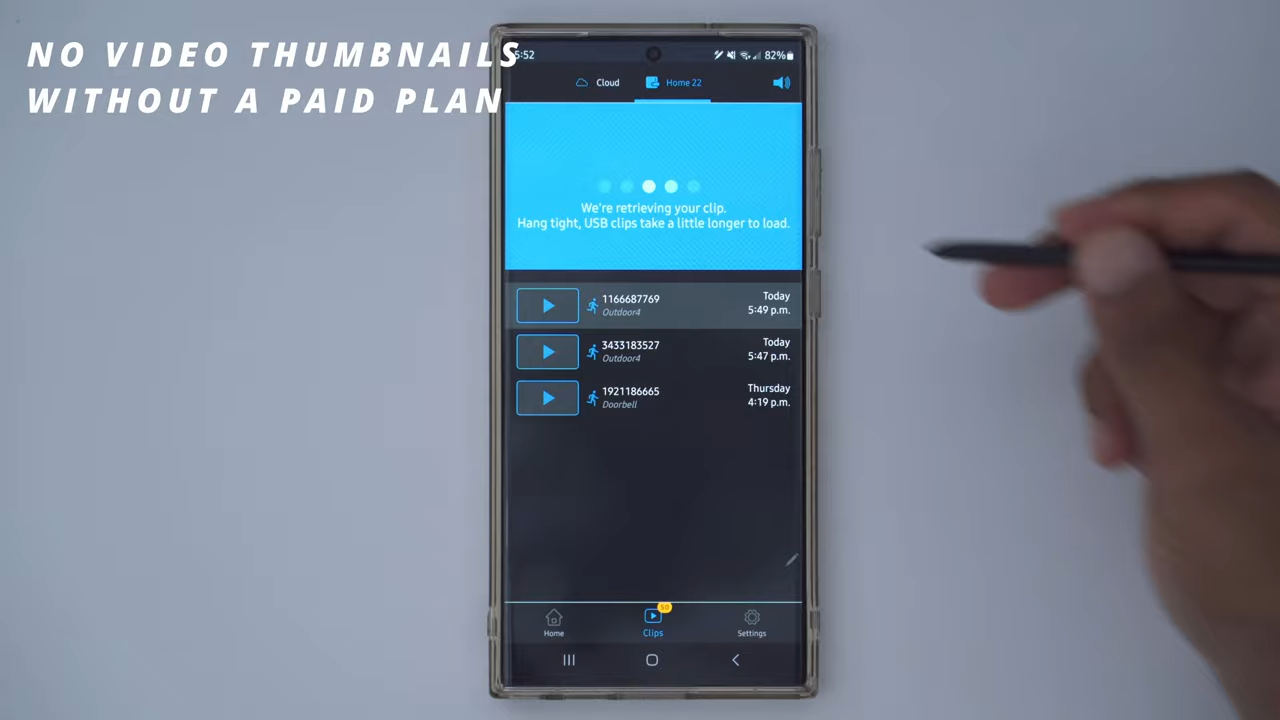 NO VIDEO THUMBNAILS
WITHOUT A PAID PLAN
5:52
82%
Cloud
Home 22
We're retrieving your clip.
Hang tight, USB clips take a little longer to load.
1166687769
Outdoor4
Today
5:49 p.m.
3433183527
Outdoor4
Today
5:47 p.m.
1921186665
Doorbell
Thursday
4:19 p.m.
50
Home
Clips
Settings